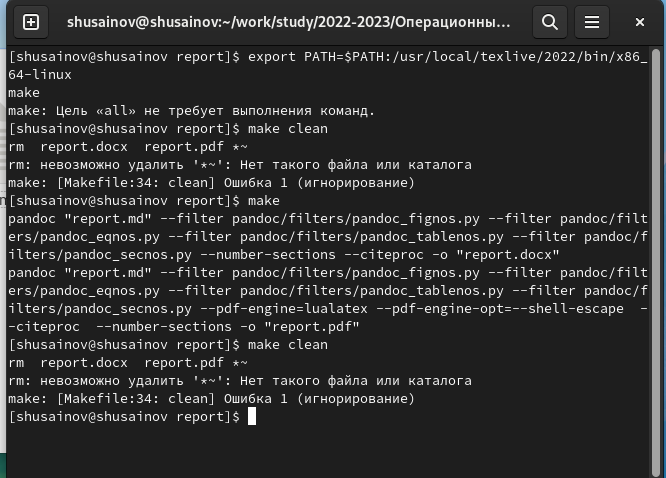 shusainov@shusainov:~/work/study/2022-2023/Операционны...
[shusainov@shusainov report]$ export PATH=$PATH:/usr/local/texlive/2022/bin/x86_
64-linux
make
make: Цель «all» не требует выполнения команд.
[shusainov@shusainov report]$ make clean
rm  report.docx  report.pdf *~
rm: невозможно удалить '*~': Нет такого файла или каталога
make: [Makefile:34: clean] Ошибка 1 (игнорирование)
[shusainov@shusainov report]$ make
pandoc "report.md" --filter pandoc/filters/pandoc_fignos.py --filter pandoc/filt
ers/pandoc_eqnos.py --filter pandoc/filters/pandoc_tablenos.py --filter pandoc/f
ilters/pandoc_secnos.py --number-sections --citeproc -o "report.docx"
pandoc "report.md" --filter pandoc/filters/pandoc_fignos.py --filter pandoc/filt
ers/pandoc_eqnos.py --filter pandoc/filters/pandoc_tablenos.py --filter pandoc/f
ilters/pandoc_secnos.py --pdf-engine=lualatex --pdf-engine-opt=--shell-escape  -
-citeproc  --number-sections -o "report.pdf"
[shusainov@shusainov report]$ make clean
rm  report.docx  report.pdf *~
rm: невозможно удалить '*~': Нет такого файла или каталога
make: [Makefile:34: clean] Ошибка 1 (игнорирование)
[shusainov@shusainov report]$